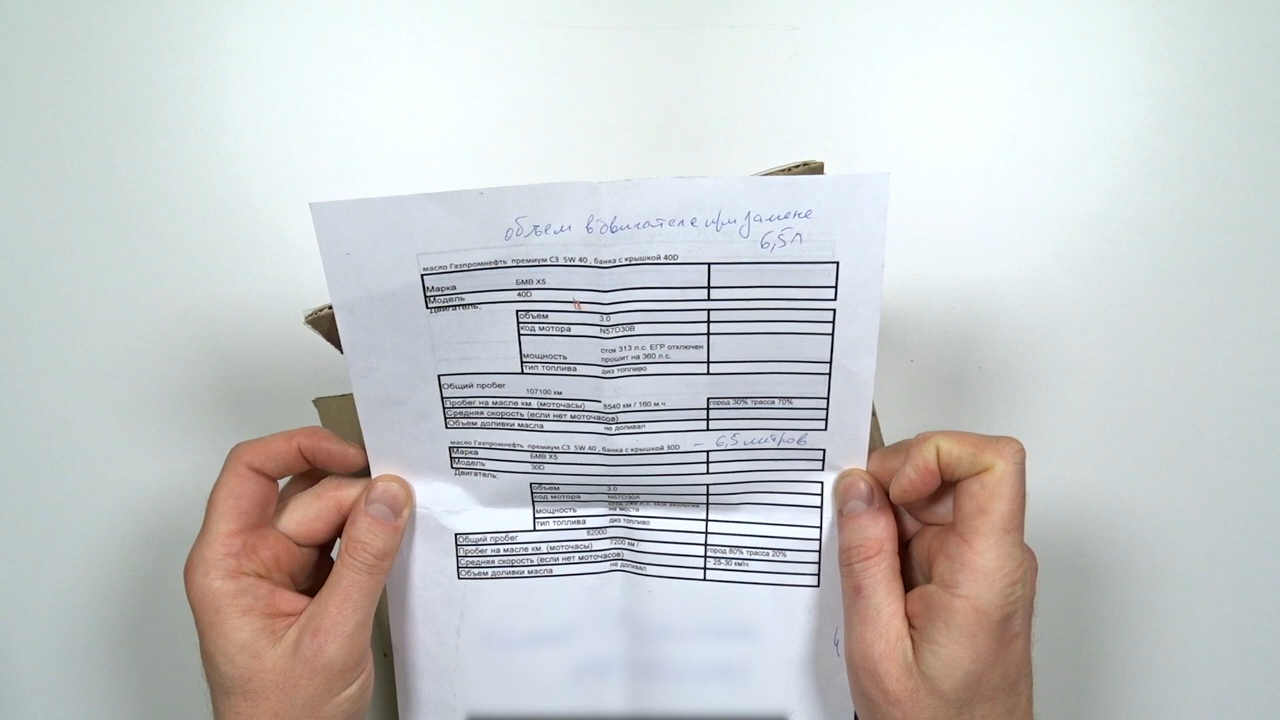 объем в двигателе при замене
6,5л
масло Газпромнефть премиум С3 5W 40 , банка с крышкой 40D
Марка БМВ Х5
Модель 40D
Двигатель:
объем 3.0
код мотора N57D30B
мощность сток 313 л.с. ЕГР отключен прошит на 360 л.с.
тип топлива диз топливо
Общий пробег 107100 км
Пробег на масле км. (моточасы) 8540 км / 160 м.ч город 30% трасса 70%
Средняя скорость (если нет моточасов)
Объем доливки масла не доливал
масло Газпромнефть премиум С3 5W 40 , банка с крышкой 30D – 6,5 литров.
Марка БМВ Х5
Модель 30D
Двигатель:
объем 3.0
код мотора N57D30A
мощность на месте
тип топлива диз топливо
Общий пробег 82000
Пробег на масле км. (моточасы) 7200 км / город 80% трасса 20%
Средняя скорость (если нет моточасов) ~ 25-30 км/ч
Объем доливки масла не доливал